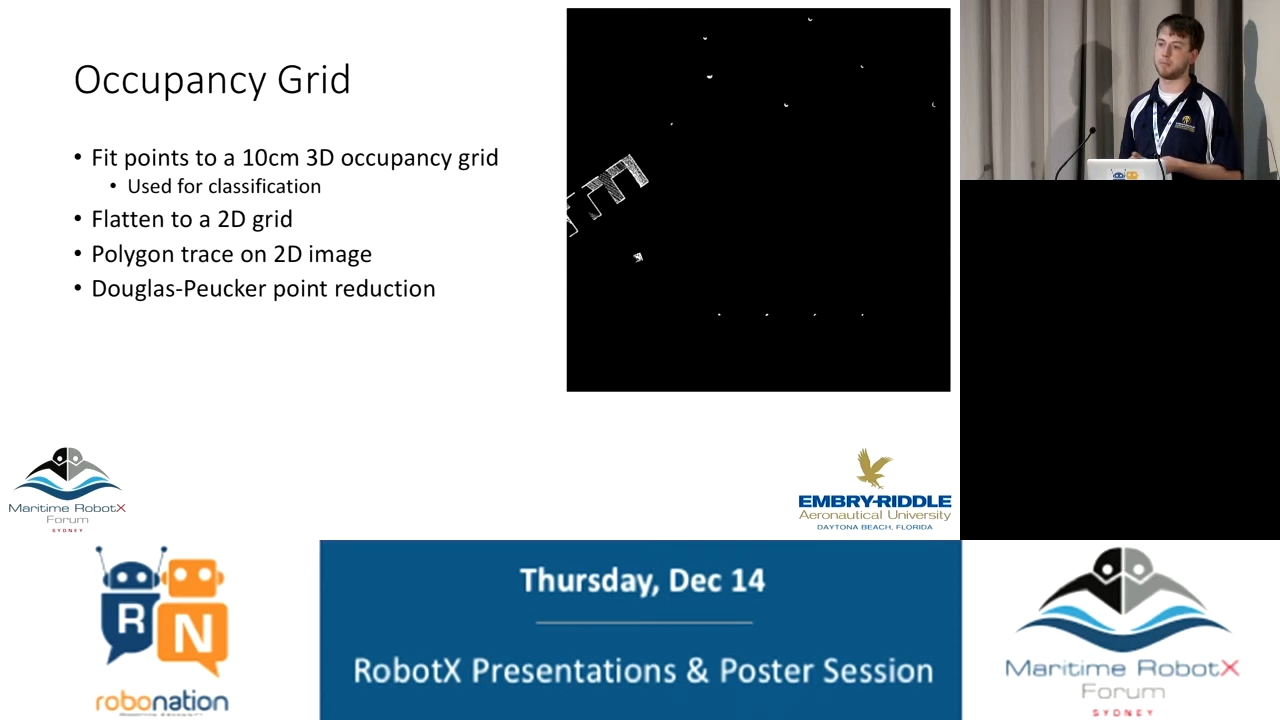 Occupancy Grid
• Fit points to a 10cm 3D occupancy grid
• Used for classification
• Flatten to a 2D grid
• Polygon trace on 2D image
• Douglas-Peucker point reduction
Maritime RobotX
Forum
SYDNEY
EMBRY-RIDDLE
Aeronautical University
DAYTONA BEACH, FLORIDA
R N
robonation
Thursday, Dec 14
RobotX Presentations & Poster Session
Maritime RobotX
Forum
SYDNEY